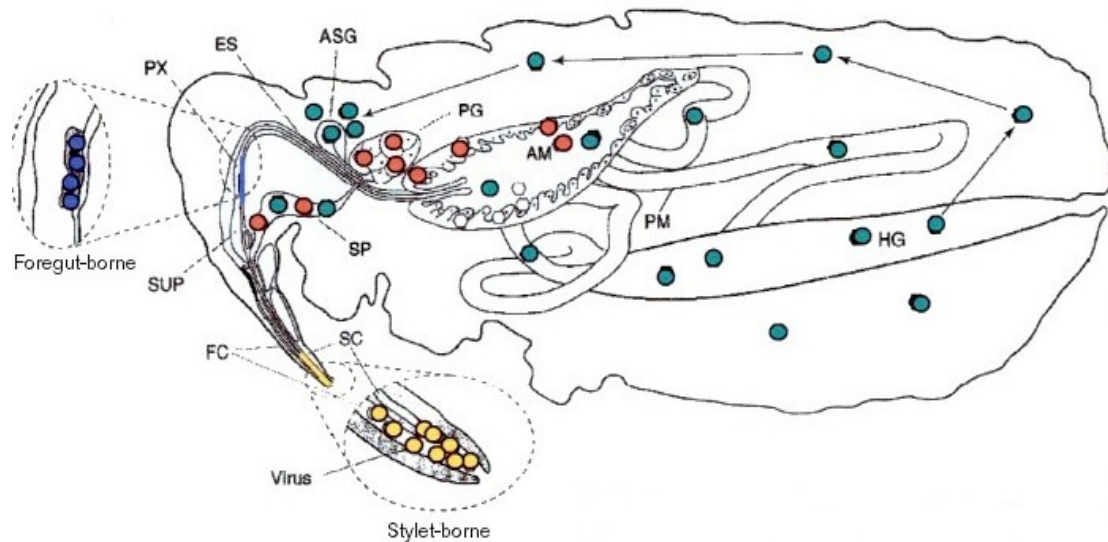 ES
ASG
PX
PG
AM
PM
HG
SP
Foregut-borne
SUP
FC
SC
Virus
Stylet-borne